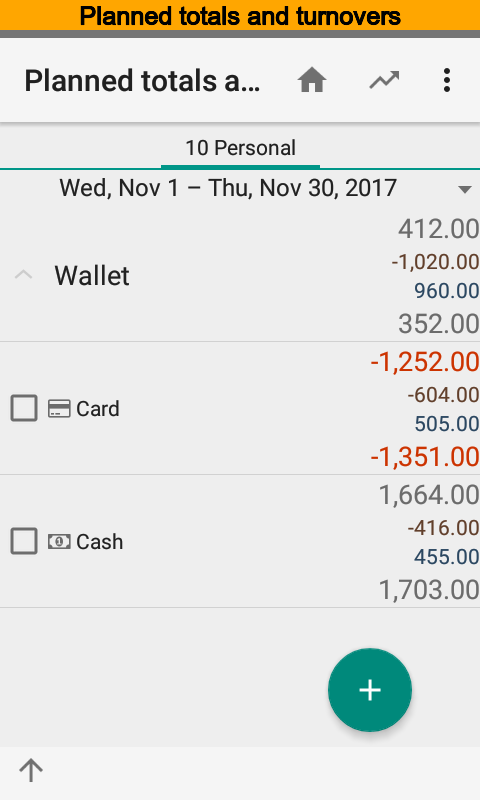 Planned totals and turnovers
Planned totals a...
10 Personal
Wed, Nov 1 – Thu, Nov 30, 2017
412.00
-1,020.00
Wallet
960.00
352.00
-1,252.00
-604.00
Card
505.00
-1,351.00
1,664.00
-416.00
Cash
455.00
1,703.00